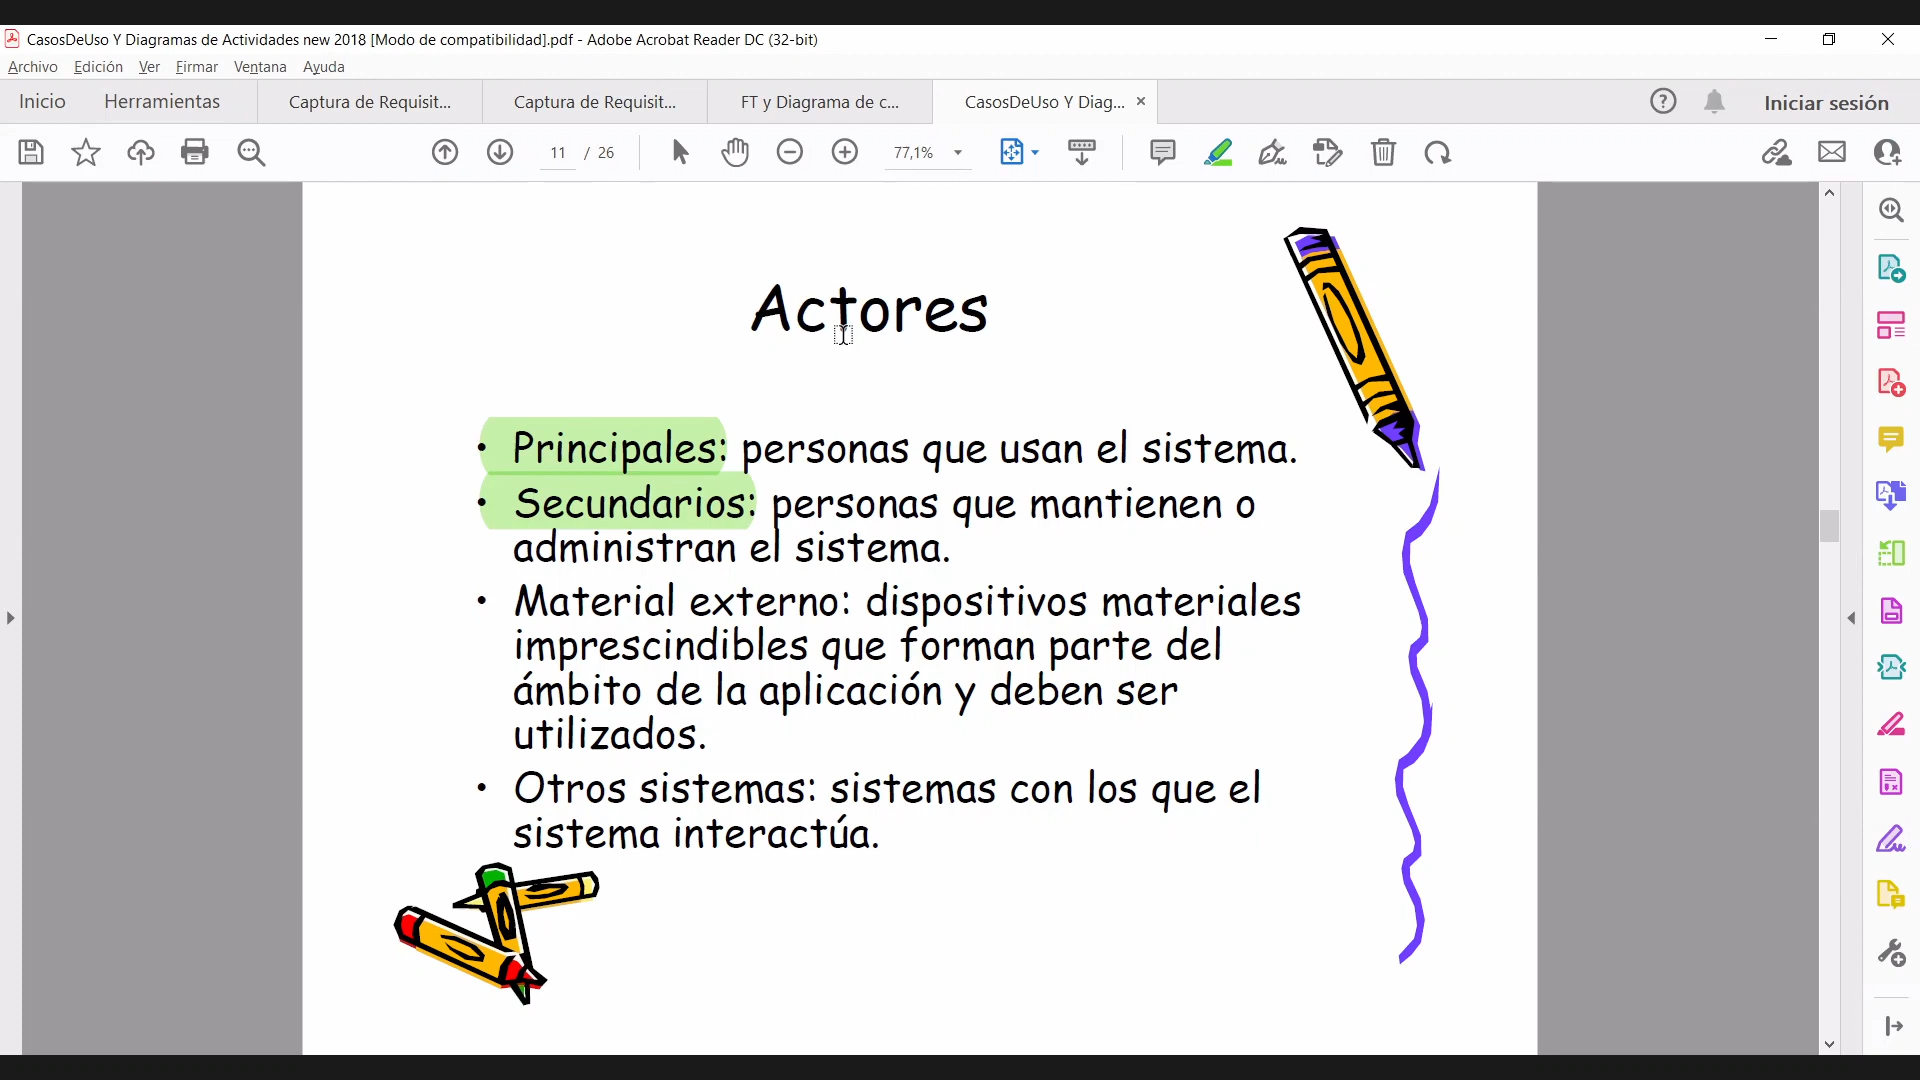 CasosDeUso Y Diagramas de Actividades new 2018 [Modo de compatibilidad].pdf - Adobe Acrobat Reader DC (32-bit)
Archivo Edición Ver Firmar Ventana Ayuda
Inicio Herramientas Captura de Requisit... Captura de Requisit... FT y Diagrama de c... CasosDeUso Y Diag... × Iniciar sesión
11 / 26 77,1%
Actores
• Principales: personas que usan el sistema.
• Secundarios: personas que mantienen o
administran el sistema.
• Material externo: dispositivos materiales
imprescindibles que forman parte del
ámbito de la aplicación y deben ser
utilizados.
• Otros sistemas: sistemas con los que el
sistema interactúa.